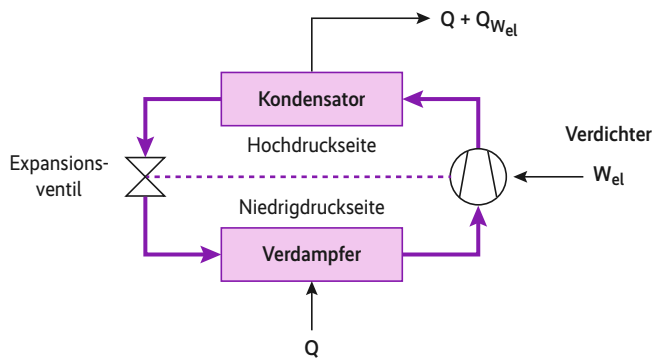 Q + QWel
Kondensator
Hochdruckseite
Verdichter
Expansions-
ventil
Wel
Niedrigdruckseite
Verdampfer
Q